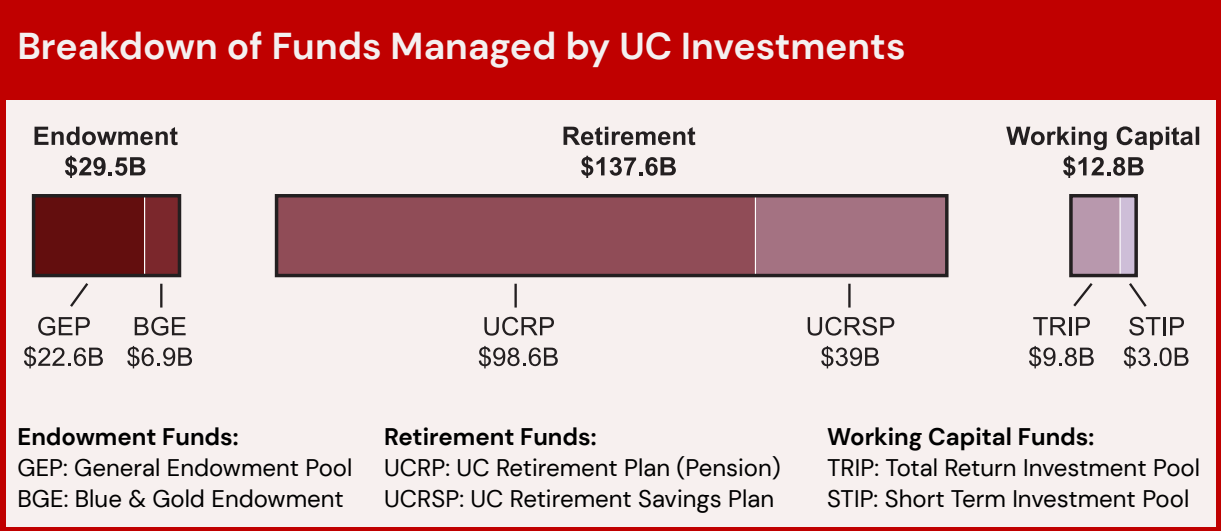 Breakdown of Funds Managed by UC Investments
Endowment
$29.5B
Retirement
$137.6B
Working Capital
$12.8B
GEP
$22.6B
BGE
$6.9B
UCRP
$98.6B
UCRSP
$39B
TRIP
$9.8B
STIP
$3.0B
Endowment Funds:
GEP: General Endowment Pool
BGE: Blue & Gold Endowment
Retirement Funds:
UCRP: UC Retirement Plan (Pension)
UCRSP: UC Retirement Savings Plan
Working Capital Funds:
TRIP: Total Return Investment Pool
STIP: Short Term Investment Pool